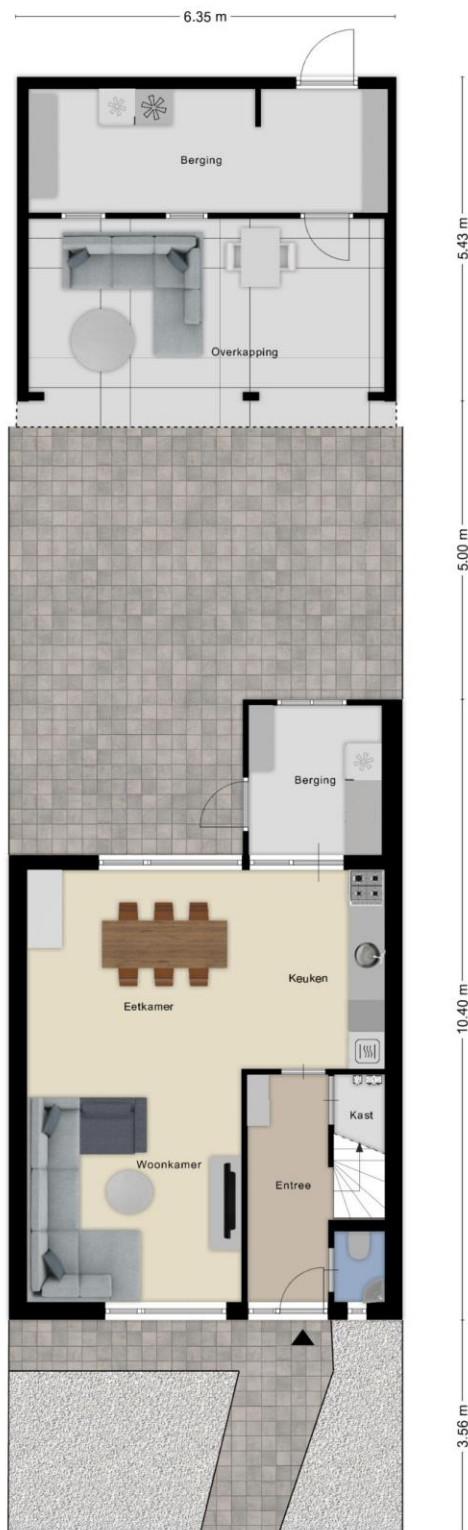 6.35 m
Berging
5.43 m
Overkapping
5.00 m
Berging
Keuken
Eetkamer
10.40 m
Kast
Woonkamer
Entree
3.56 m